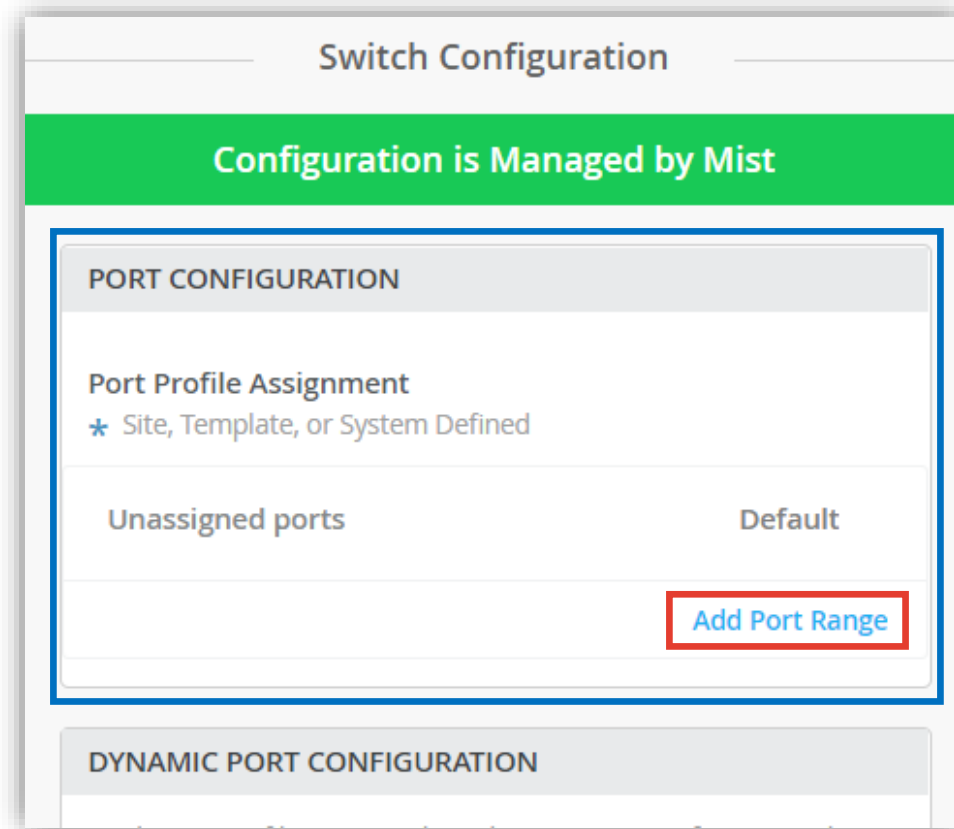 Switch Configuration
Configuration is Managed by Mist
PORT CONFIGURATION
Port Profile Assignment
* Site, Template, or System Defined
Unassigned ports Default
Add Port Range
DYNAMIC PORT CONFIGURATION